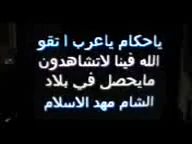 ياحكام ياعرب اتقو
الله فينا لاتشاهدون
مايحصل في بلاد
الشام مهد الاسلام